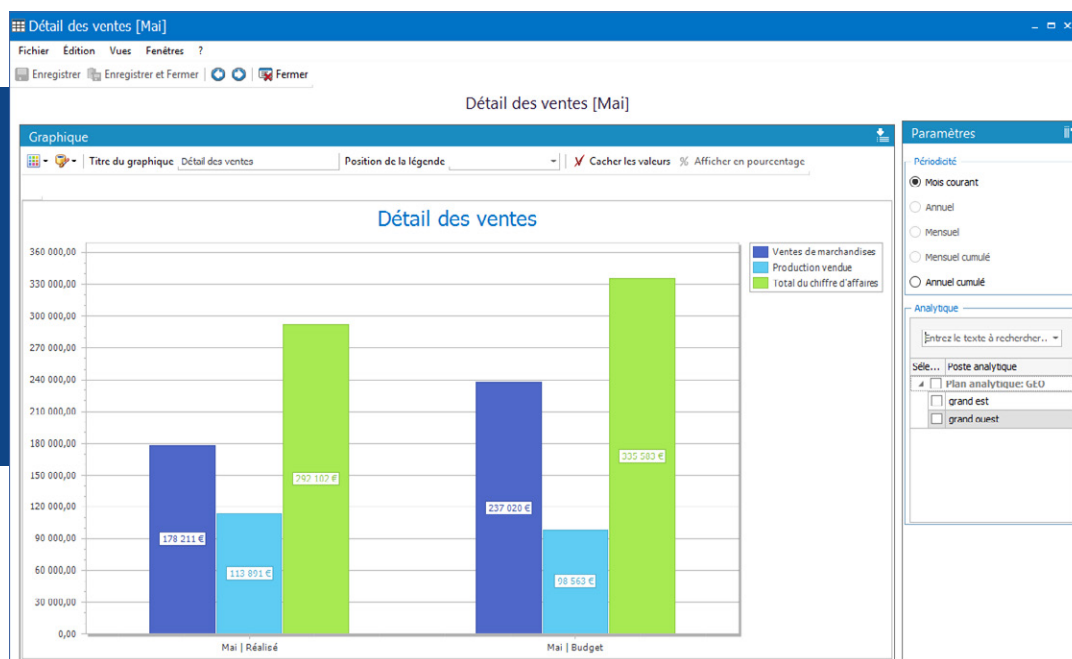 Détail des ventes [Mai]
Fichier Édition Vues Fenêtres ?
Enregistrer Enregistrer et Fermer Fermer
Détail des ventes [Mai]
Graphique
Titre du graphique Détail des ventes Position de la légende Cacher les valeurs % Afficher en pourcentage
Détail des ventes
360 000,00
330 000,00
300 000,00
270 000,00
240 000,00
210 000,00
180 000,00
150 000,00
120 000,00
90 000,00
60 000,00
30 000,00
0,00
178 211 €
113 891 €
292 102 €
237 020 €
98 563 €
335 583 €
Mai | Réalisé
Mai | Budget
Ventes de marchandises
Production vendue
Total du chiffre d'affaires
Paramètres
Périodicité
Mois courant
Annuel
Mensuel
Mensuel cumulé
Annuel cumulé
Analytique
Entrez le texte à rechercher...
Séle... Poste analytique
Plan analytique: GEO
grand est
grand ouest